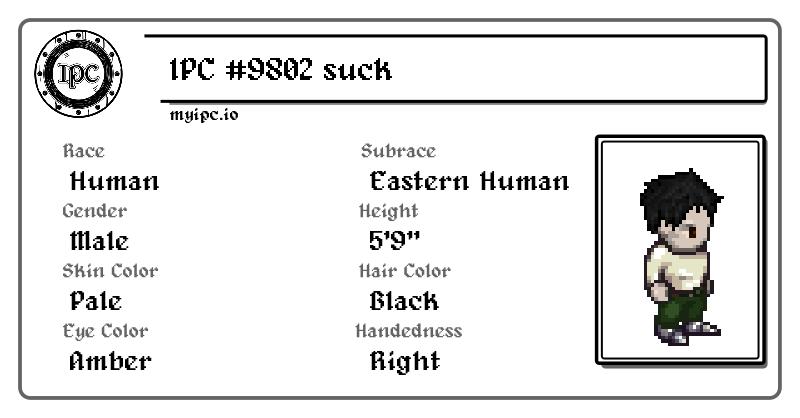 IPC
IPC #9802 suck
myipc.io
Race
Human
Subrace
Eastern Human
Gender
Male
Height
5'9"
Skin Color
Pale
Hair Color
Black
Eye Color
Amber
Handedness
Right